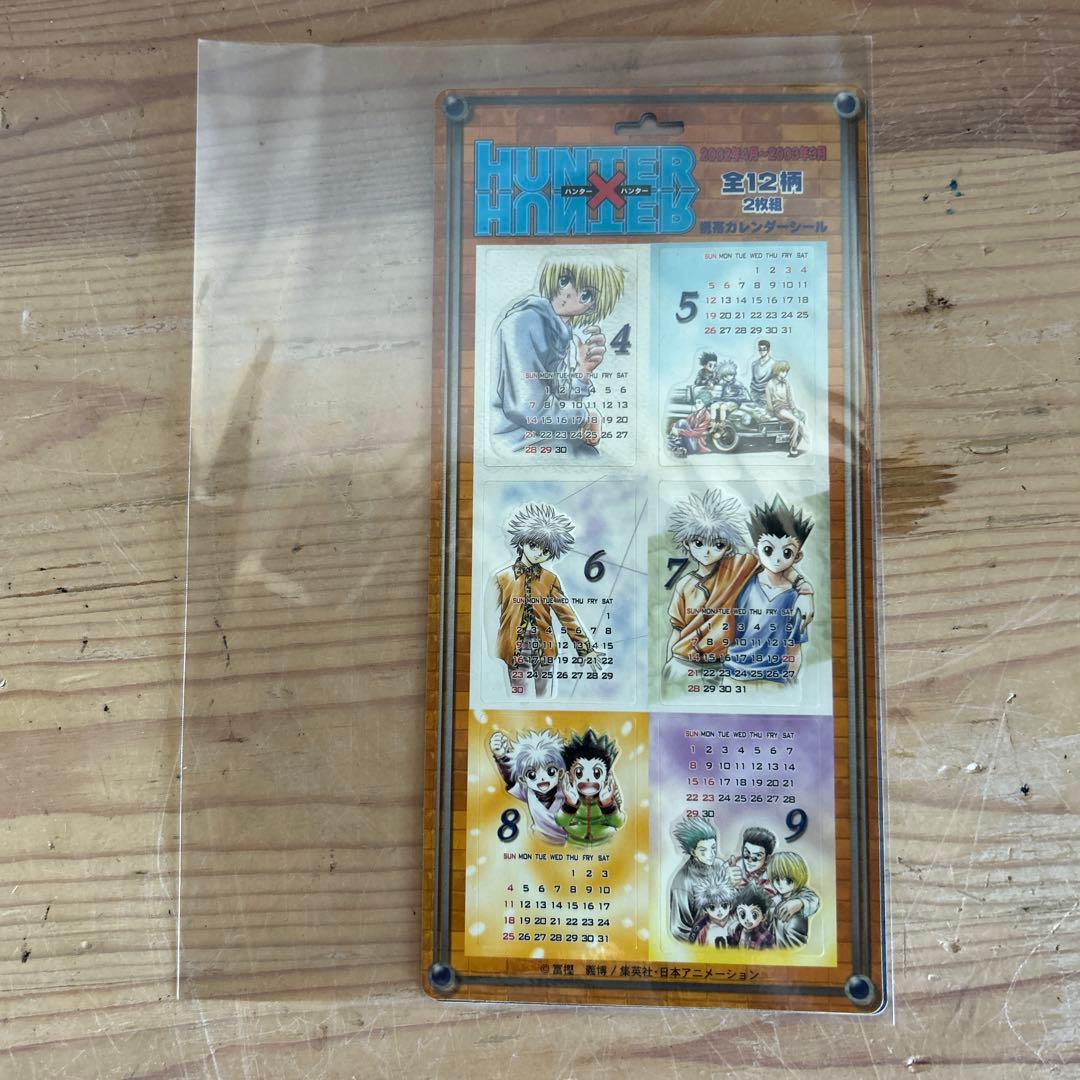 HUNTER
ハンター×ハンター
HUNTER
2002年4月~2003年3月
全12柄
2枚組
携帯カレンダーシール
4
SUN MON TUE WED THU FRI SAT
1 2 3 4 5 6
7 8 9 10 11 12 13
14 15 16 17 18 19 20
21 22 23 24 25 26 27
28 29 30
SUN MON TUE WED THU FRY SAT
1 2 3 4
5 6 7 8 9 10 11
5
12 13 14 15 16 17 18
19 20 21 22 23 24 25
26 27 28 29 30 31
6
SUN MON TUE WED THU FRY SAT
1
2 3 4 5 6 7 8
9 10 11 12 13 14 15
16 17 18 19 20 21 22
23 24 25 26 27 28 29
30
7
SUN MON TUE WED THU FRY SAT
1 2 3 4 5 6
7 8 9 10 11 12 13
14 15 16 17 18 19 20
21 22 23 24 25 26 27
28 29 30 31
8
SUN MON TUE WED THU FRY SAT
1 2 3
4 5 6 7 8 9 10
11 12 13 14 15 16 17
18 19 20 21 22 23 24
25 26 27 28 29 30 31
SUN MON TUE WED THU FRY SAT
1 2 3 4 5 6 7
8 9 10 11 12 13 14
15 16 17 18 19 20 21
22 23 24 25 26 27 28
29 30
9
©富樫 義博/集英社・日本アニメーション